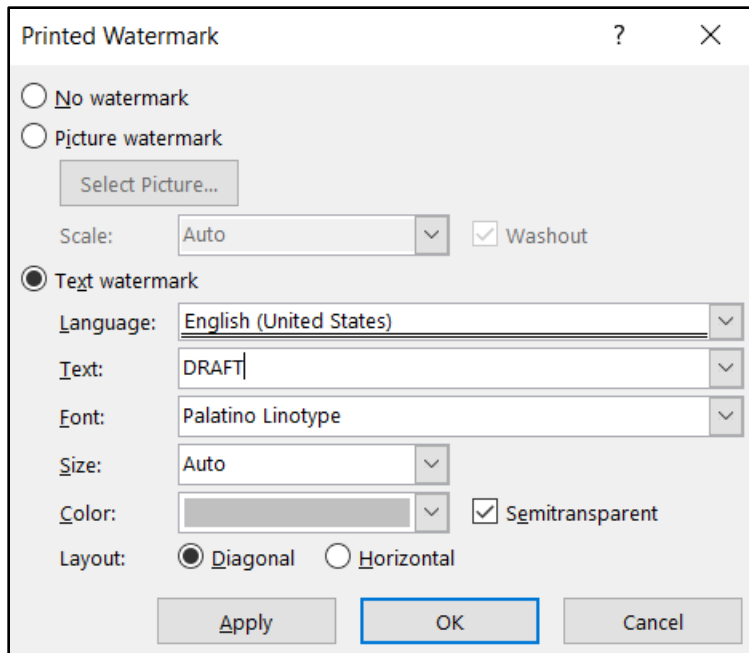 Printed Watermark ?
No watermark
Picture watermark
Select Picture...
Scale: Auto Washout
Text watermark
Language: English (United States)
Text: DRAFT
Font: Palatino Linotype
Size: Auto
Color: Semitransparent
Layout: Diagonal Horizontal
Apply OK Cancel